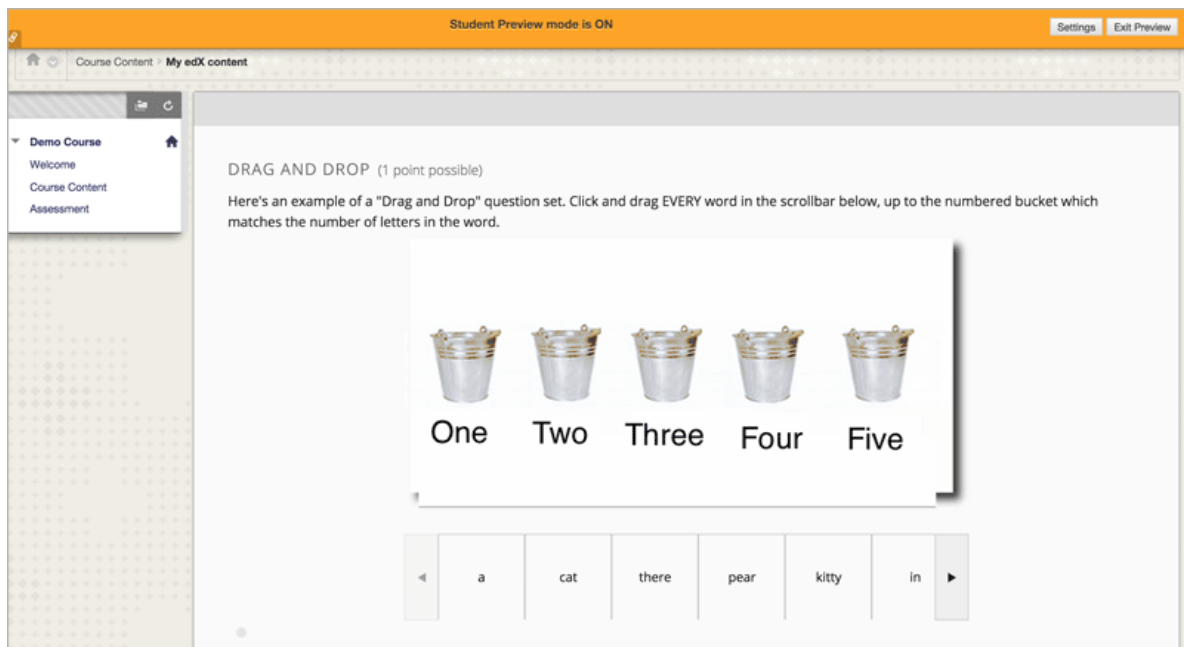 Student Preview mode is ON
Settings
Exit Preview
Course Content > My edX content
Demo Course
Welcome
Course Content
Assessment
DRAG AND DROP (1 point possible)
Here's an example of a "Drag and Drop" question set. Click and drag EVERY word in the scrollbar below, up to the numbered bucket which
matches the number of letters in the word.
One Two Three Four Five
a cat there pear kitty in